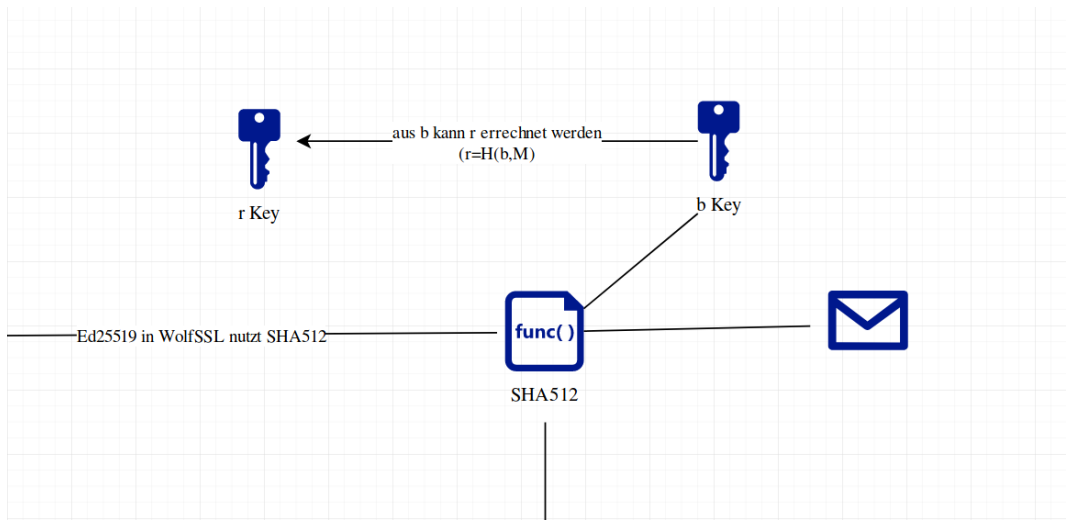 aus b kann r errechnet werden
(r=H(b,M)
r Key
b Key
func( )
Ed25519 in WolfSSL nutzt SHA512
SHA512